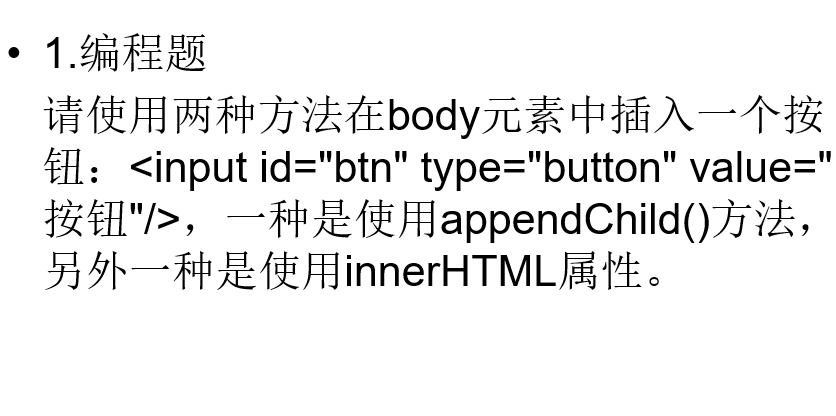 • 1.编程题
请使用两种方法在body元素中插入一个按
钮：<input id="btn" type="button" value="
按钮"/>，一种是使用appendChild()方法，
另外一种是使用innerHTML属性。